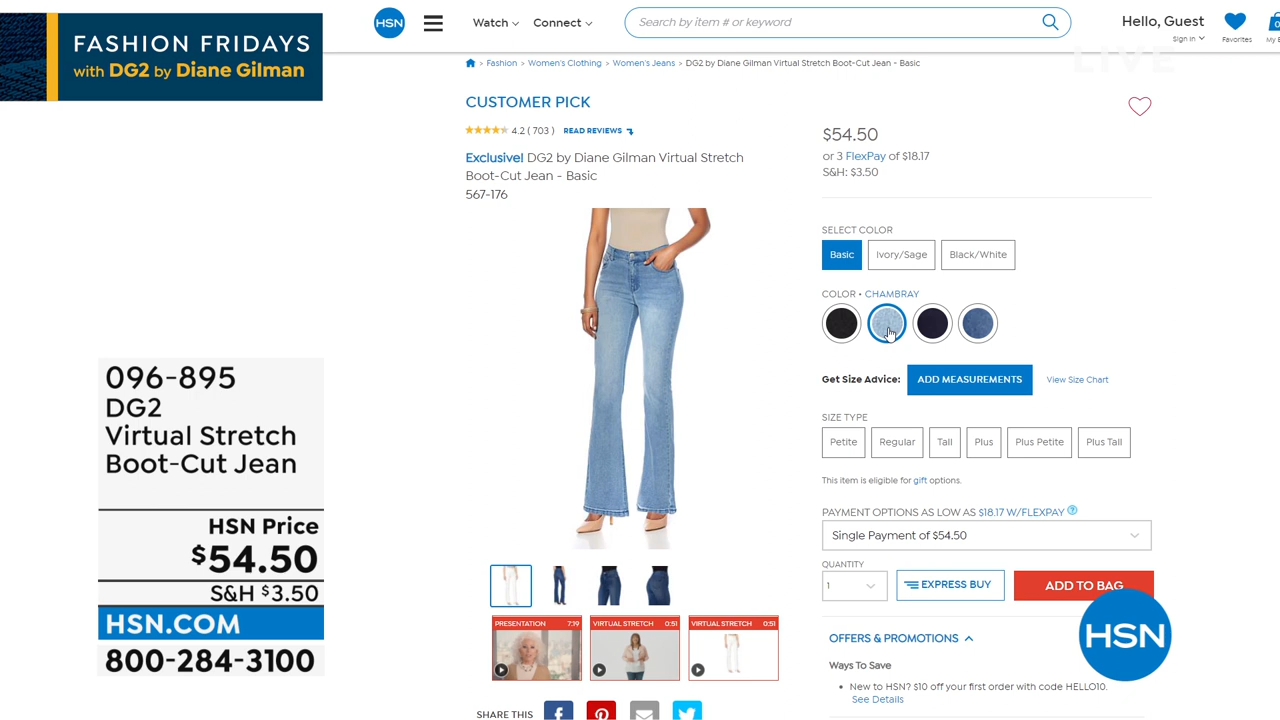 FASHION FRIDAYS
with DG2 by Diane Gilman
HSN
Watch
Connect
Search by item # or keyword
Hello, Guest
Sign In
Favorites
LIVE
> Fashion > Women's Clothing > Women's Jeans > DG2 by Diane Gilman Virtual Stretch Boot-Cut Jean - Basic
CUSTOMER PICK
4.2 ( 703 ) READ REVIEWS
Exclusive! DG2 by Diane Gilman Virtual Stretch
Boot-Cut Jean - Basic
567-176
$54.50
or 3 FlexPay of $18.17
S&H: $3.50
SELECT COLOR
Basic
Ivory/Sage
Black/White
COLOR • CHAMBRAY
Get Size Advice: ADD MEASUREMENTS View Size Chart
SIZE TYPE
Petite
Regular
Tall
Plus
Plus Petite
Plus Tall
This item is eligible for gift options.
PAYMENT OPTIONS AS LOW AS $18.17 W/FLEXPAY ?
Single Payment of $54.50
QUANTITY
1
EXPRESS BUY
ADD TO BAG
OFFERS & PROMOTIONS
Ways To Save
• New to HSN? $10 off your first order with code HELLO10.
See Details
PRESENTATION 7:19
VIRTUAL STRETCH 0:51
VIRTUAL STRETCH 0:51
SHARE THIS
096-895
DG2
Virtual Stretch
Boot-Cut Jean
HSN Price
$54.50
S&H $3.50
HSN.COM
800-284-3100
HSN